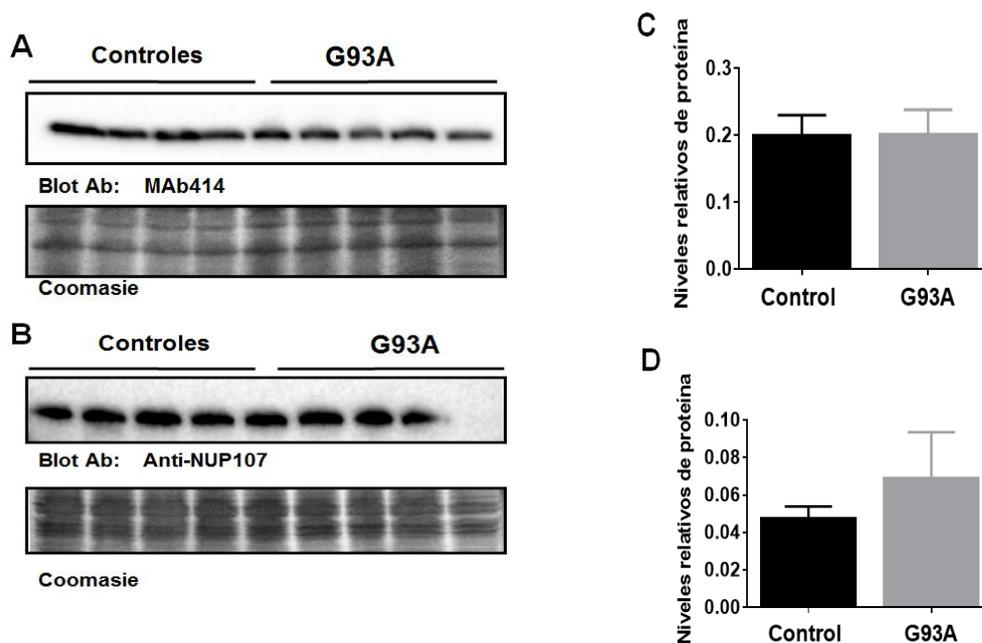 A
Controles G93A
Blot Ab: MAb414
Coomasie
B
Controles G93A
Blot Ab: Anti-NUP107
Coomasie
C
Niveles relativos de proteína
0.3
0.2
0.1
0.0
Control G93A
D
Niveles relativos de proteína
0.10
0.08
0.06
0.04
0.02
0.00
Control G93A